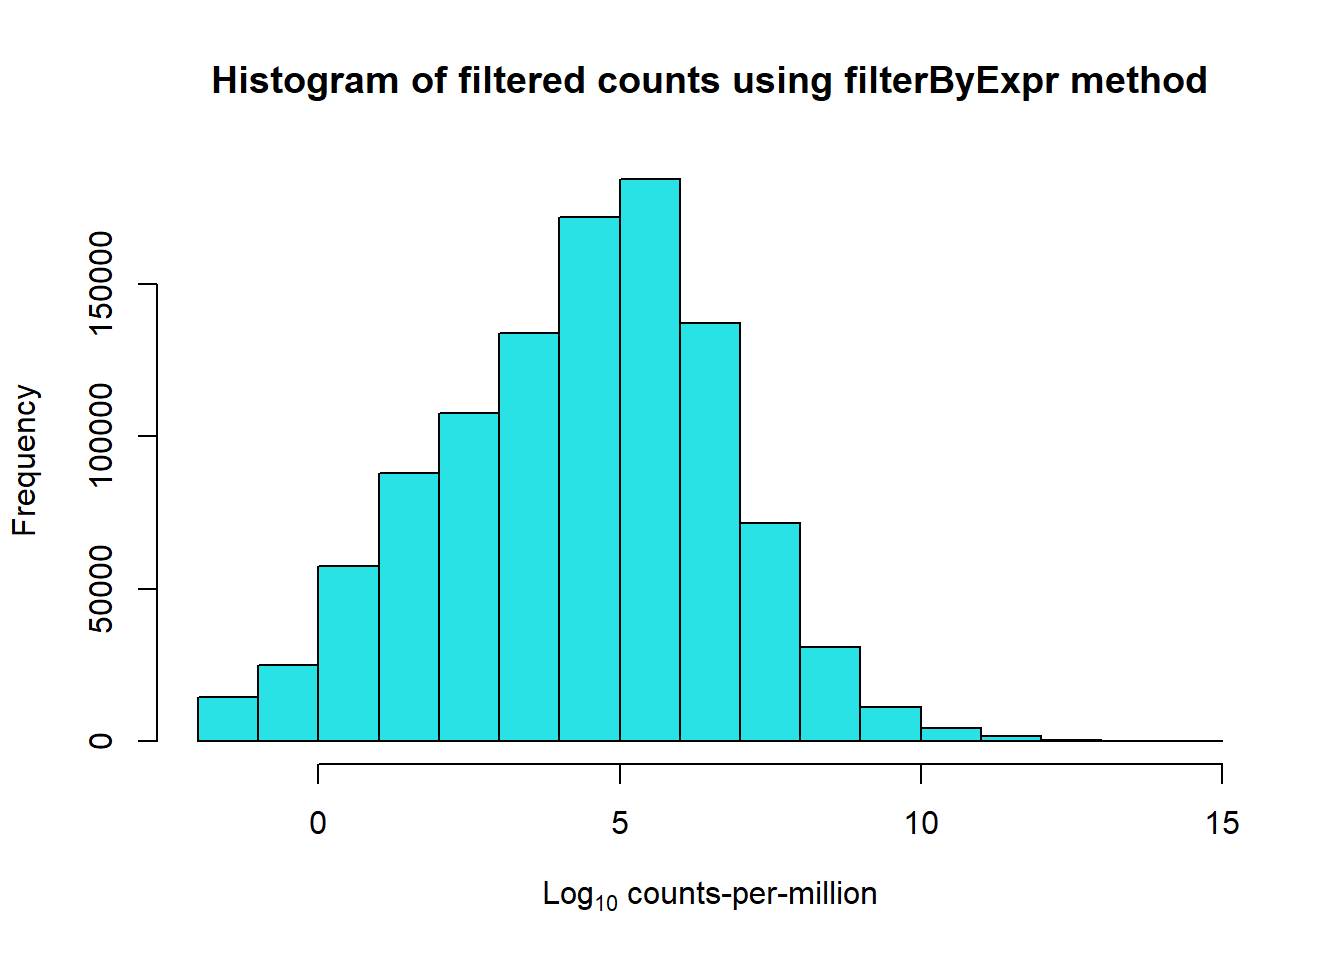 Histogram of filtered counts using filterByExpr method
Frequency
150000
100000
50000
0
0 5 10 15
Log₁₀ counts-per-million